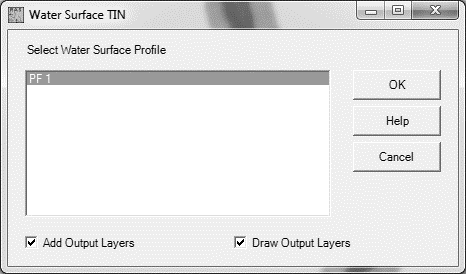 Water Surface TIN
Select Water Surface Profile
PF 1
OK
Help
Cancel
Add Output Layers
Draw Output Layers